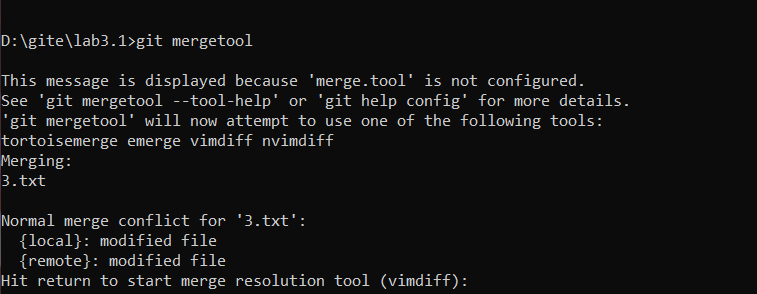 D:\gite\lab3.1>git mergetool
This message is displayed because 'merge.tool' is not configured.
See 'git mergetool --tool-help' or 'git help config' for more details.
'git mergetool' will now attempt to use one of the following tools:
tortoisemerge emerge vimdiff nvimdiff
Merging:
3.txt
Normal merge conflict for '3.txt':
  {local}: modified file
  {remote}: modified file
Hit return to start merge resolution tool (vimdiff):